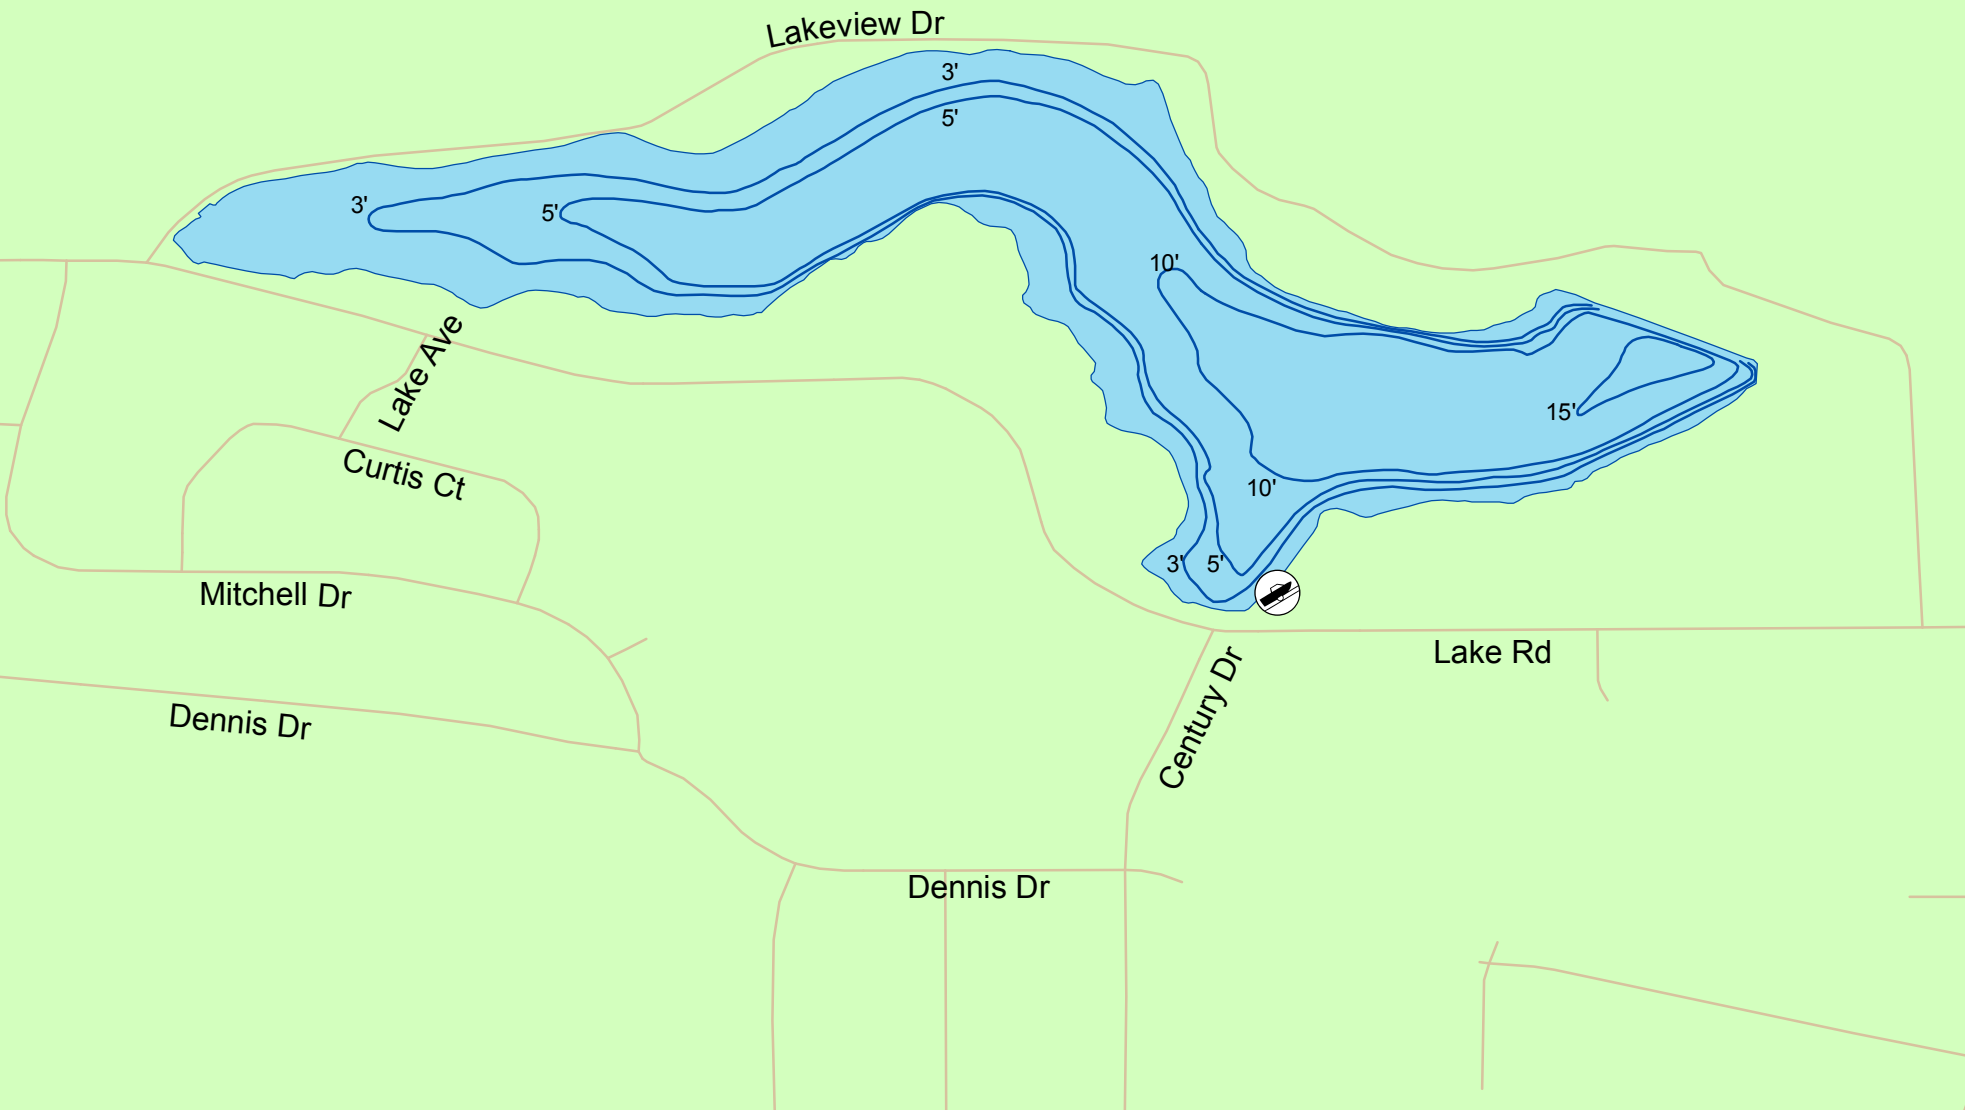 Lakeview Dr
3'
5'
3'
5'
10'
15'
10'
3'
5'
Lake Ave
Curtis Ct
Mitchell Dr
Lake Rd
Century Dr
Dennis Dr
Dennis Dr